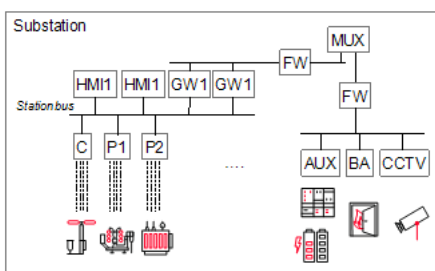 Substation
MUX
FW
HMI1 HMI1 GW1 GW1
FW
Station bus
C P1 P2
....
AUX BA CCTV